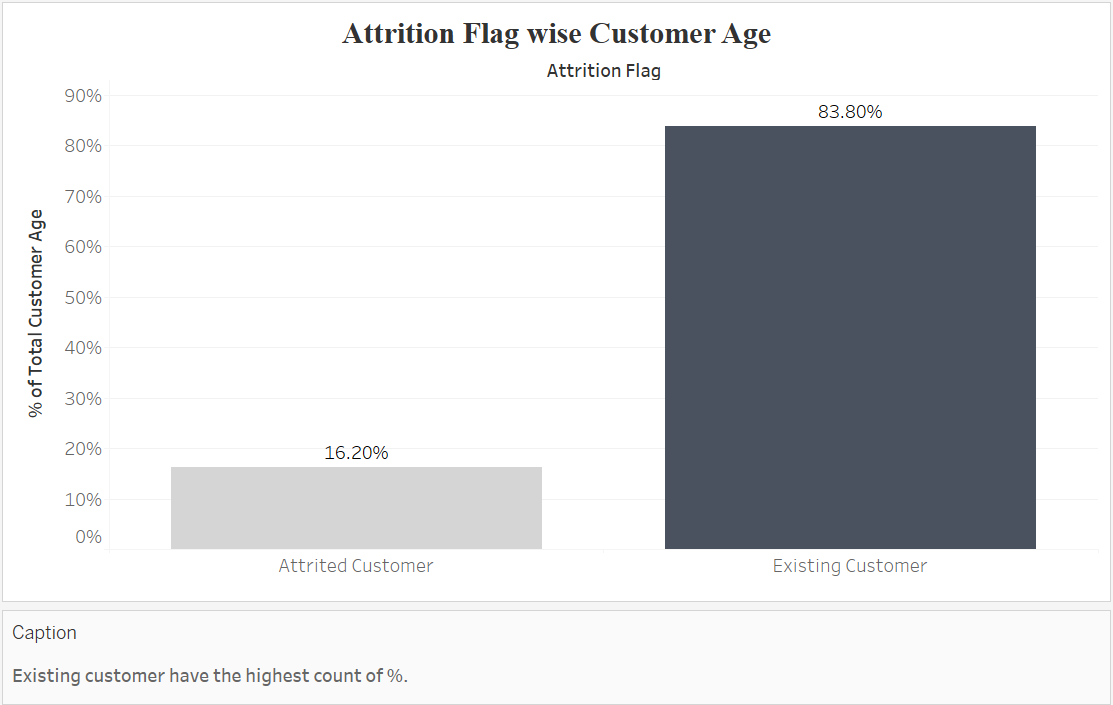 Attrition Flag wise Customer Age
Attrition Flag
% of Total Customer Age
90%
80%
70%
60%
50%
40%
30%
20%
10%
0%
16.20%
83.80%
Attrited Customer
Existing Customer
Caption
Existing customer have the highest count of %.